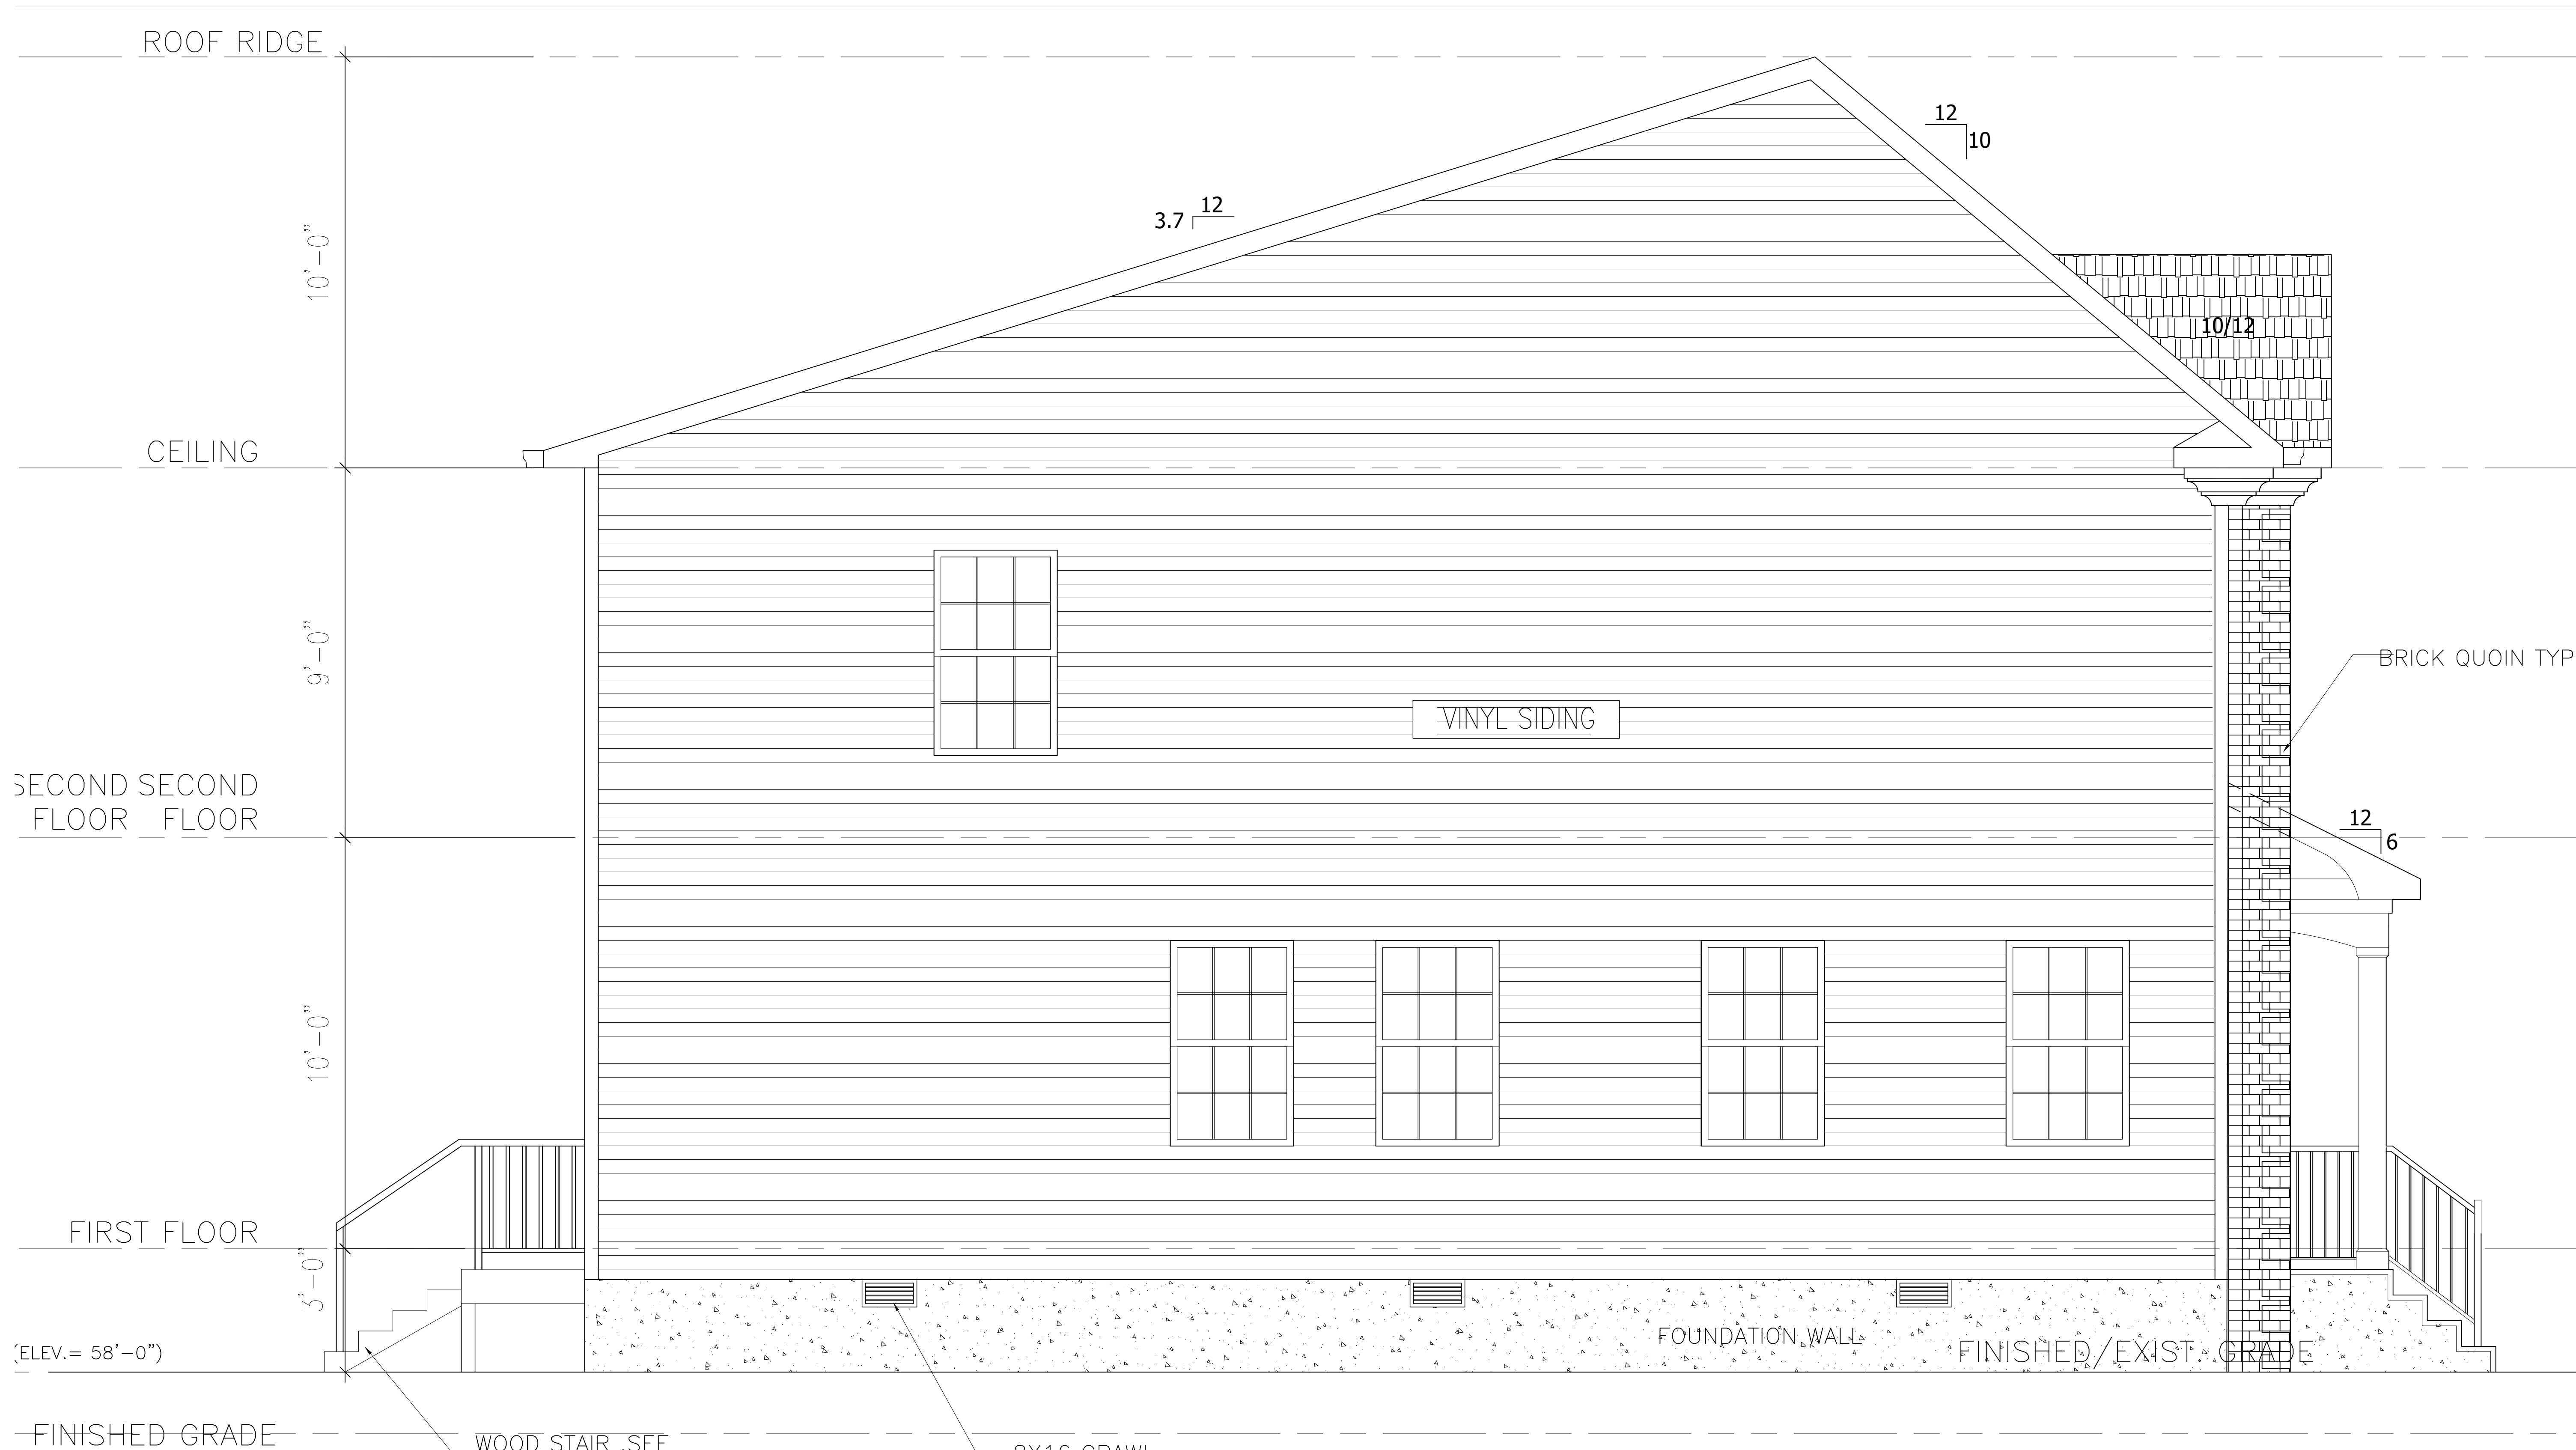 ROOF RIDGE
12
10
12
3.7
10'-0"
10/12
CEILING
9'-0"
BRICK QUOIN TYP
VINYL SIDING
SECOND SECOND
FLOOR FLOOR
12
6
10'-0"
FIRST FLOOR
3'-0"
FOUNDATION WALL
(ELEV.= 58'-0")
FINISHED/EXIST. GRADE
FINISHED GRADE
WOOD STAIR .SEE
8X16 CRAWL